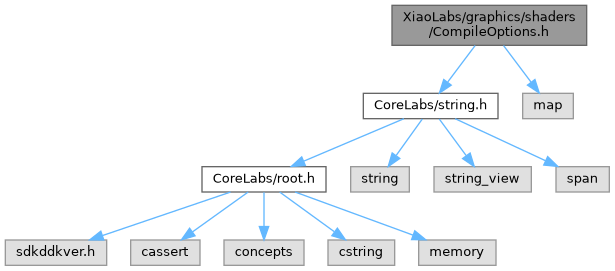 XiaoLabs/graphics/shaders
/CompileOptions.h
CoreLabs/string.h
map
CoreLabs/root.h
string
string_view
span
sdkddkver.h
cassert
concepts
cstring
memory